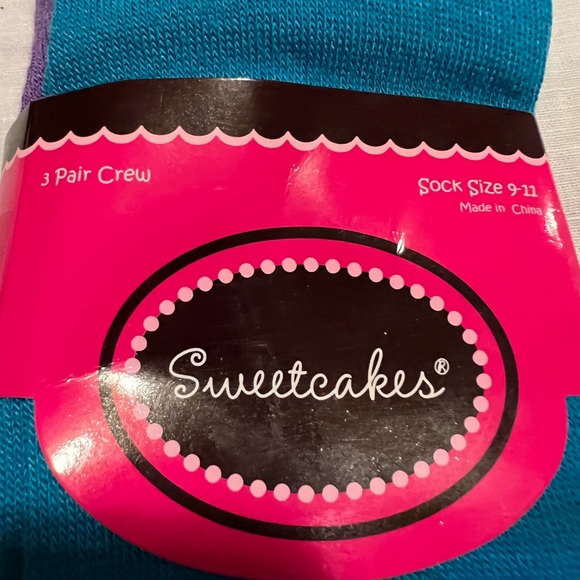 3 Pair Crew
Sock Size 9-11
Made in China
Sweetcakes®